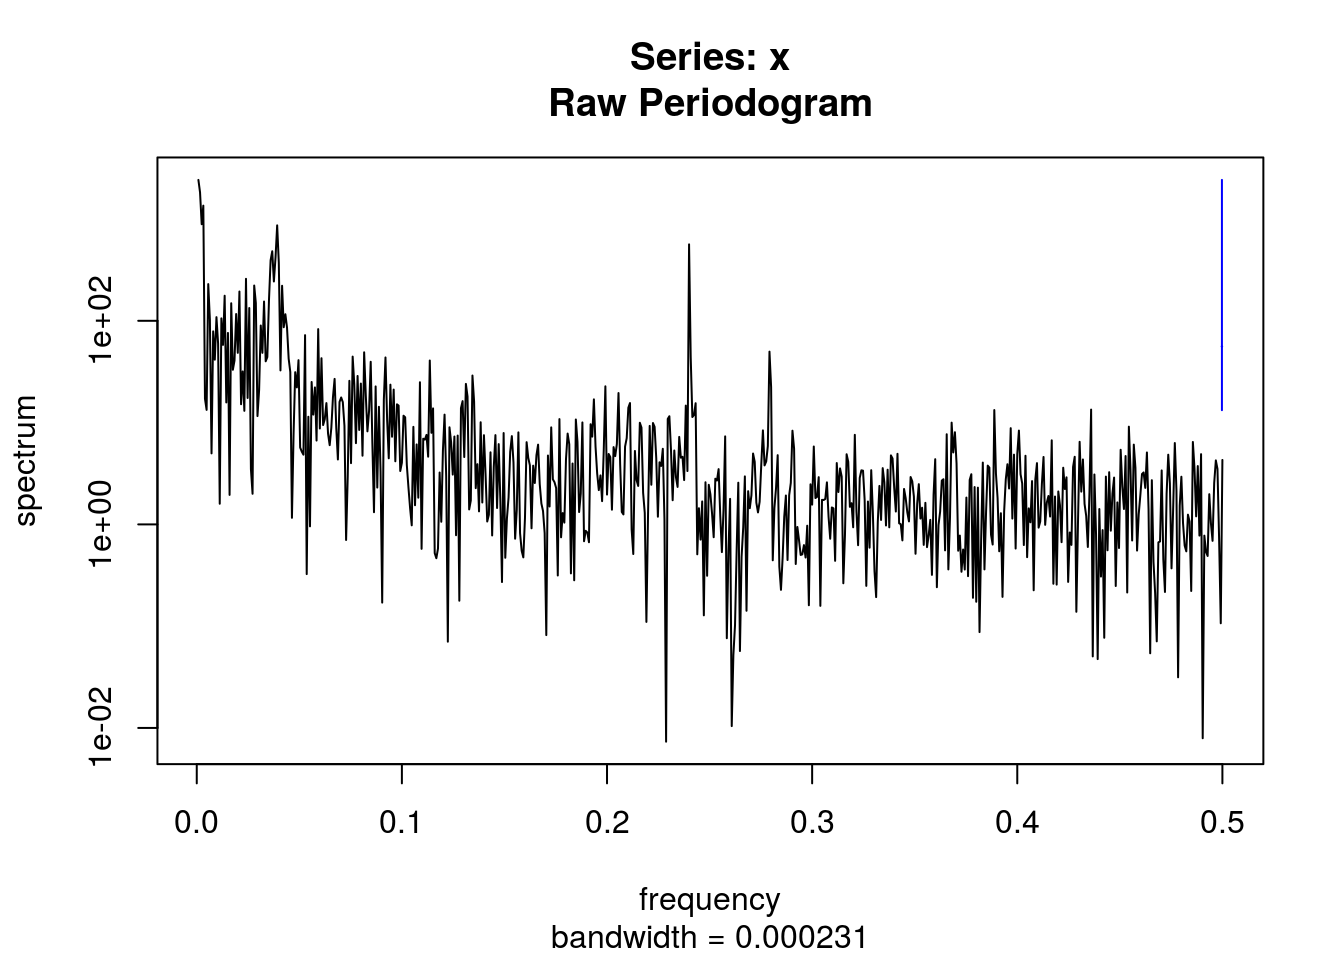 Series: x
Raw Periodogram
spectrum
1e+02
1e+00
1e-02
0.0 0.1 0.2 0.3 0.4 0.5
frequency
bandwidth = 0.000231